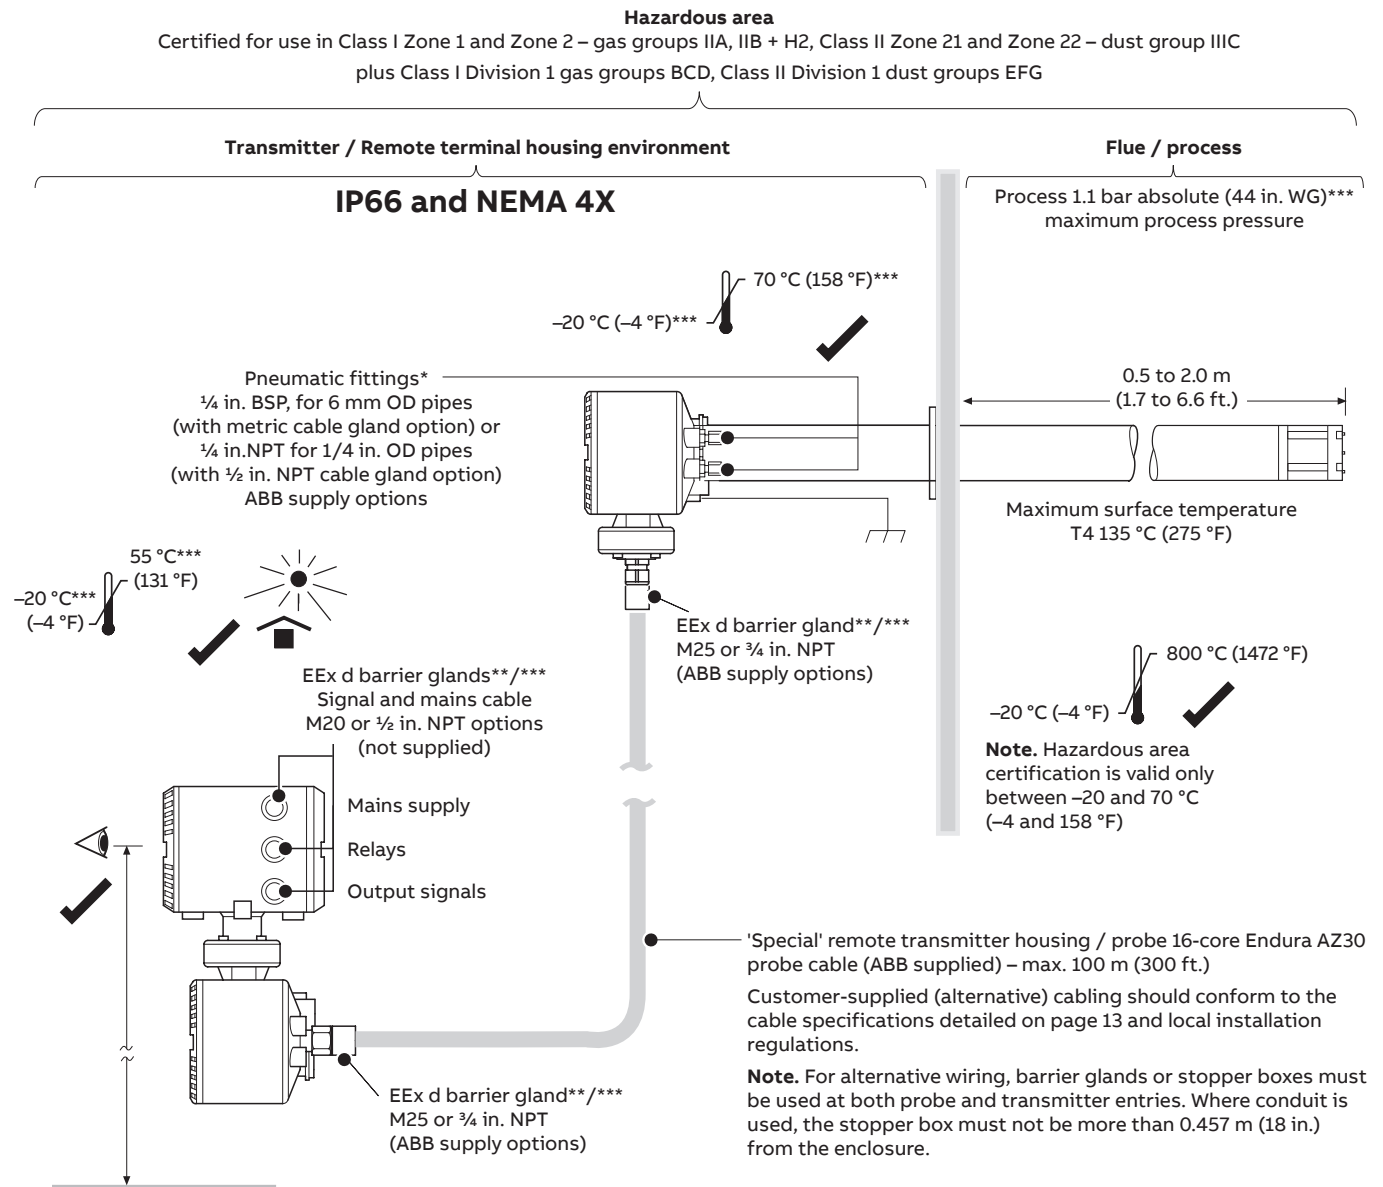 Hazardous area
Certified for use in Class I Zone 1 and Zone 2 – gas groups IIA, IIB + H2, Class II Zone 21 and Zone 22 – dust group IIIC
plus Class I Division 1 gas groups BCD, Class II Division 1 dust groups EFG
Transmitter / Remote terminal housing environment
IP66 and NEMA 4X
Flue / process
Process 1.1 bar absolute (44 in. WG)***
maximum process pressure
70 °C (158 °F)***
–20 °C (–4 °F)***
Pneumatic fittings*
¼ in. BSP, for 6 mm OD pipes
(with metric cable gland option) or
¼ in.NPT for 1/4 in. OD pipes
(with ½ in. NPT cable gland option)
ABB supply options
0.5 to 2.0 m
(1.7 to 6.6 ft.)
Maximum surface temperature
T4 135 °C (275 °F)
55 °C***
(131 °F)
–20 °C***
(–4 °F)
EEx d barrier gland**/***
M25 or ¾ in. NPT
(ABB supply options)
EEx d barrier glands**/***
Signal and mains cable
M20 or ½ in. NPT options
(not supplied)
800 °C (1472 °F)
–20 °C (–4 °F)
Note. Hazardous area
certification is valid only
between –20 and 70 °C
(–4 and 158 °F)
Mains supply
Relays
Output signals
'Special' remote transmitter housing / probe 16-core Endura AZ30
probe cable (ABB supplied) – max. 100 m (300 ft.)
Customer-supplied (alternative) cabling should conform to the
cable specifications detailed on page 13 and local installation
regulations.
Note. For alternative wiring, barrier glands or stopper boxes must
be used at both probe and transmitter entries. Where conduit is
used, the stopper box must not be more than 0.457 m (18 in.)
from the enclosure.
EEx d barrier gland**/***
M25 or ¾ in. NPT
(ABB supply options)